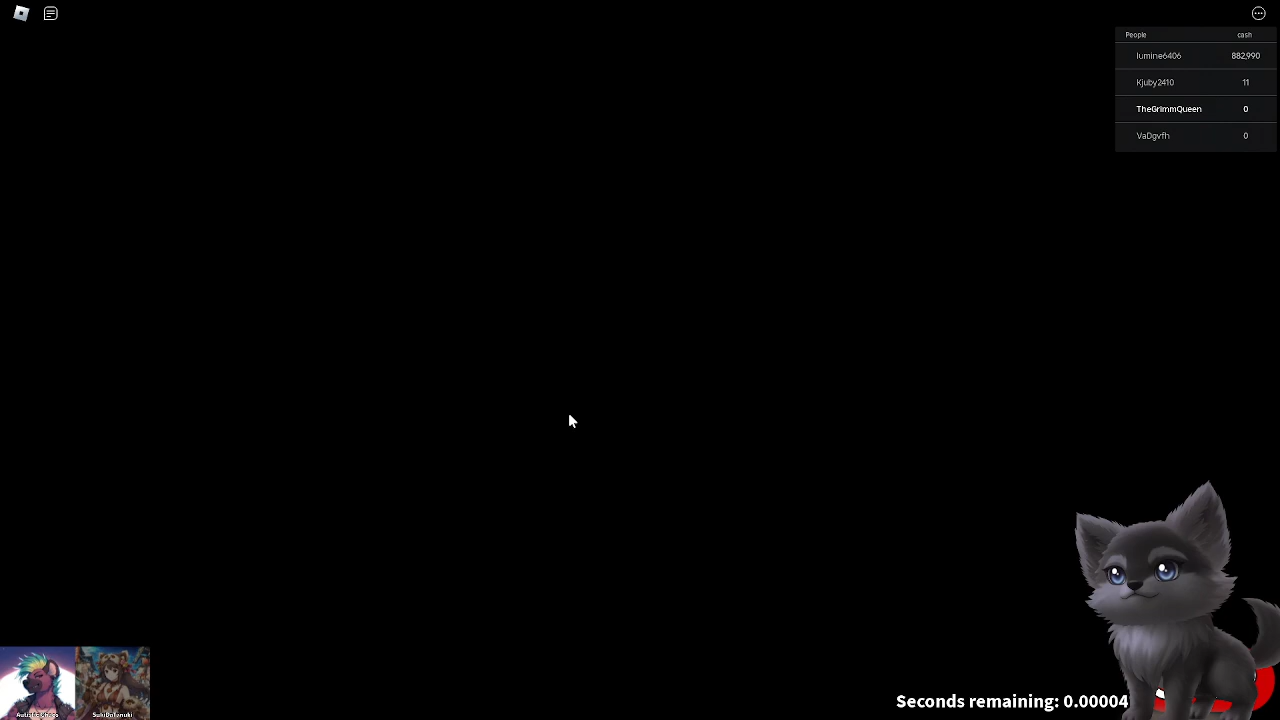 People cash
lumine6406 882,990
Kjuby2410 11
TheGrimmQueen 0
VaDgvfh 0
Seconds remaining: 0.00004